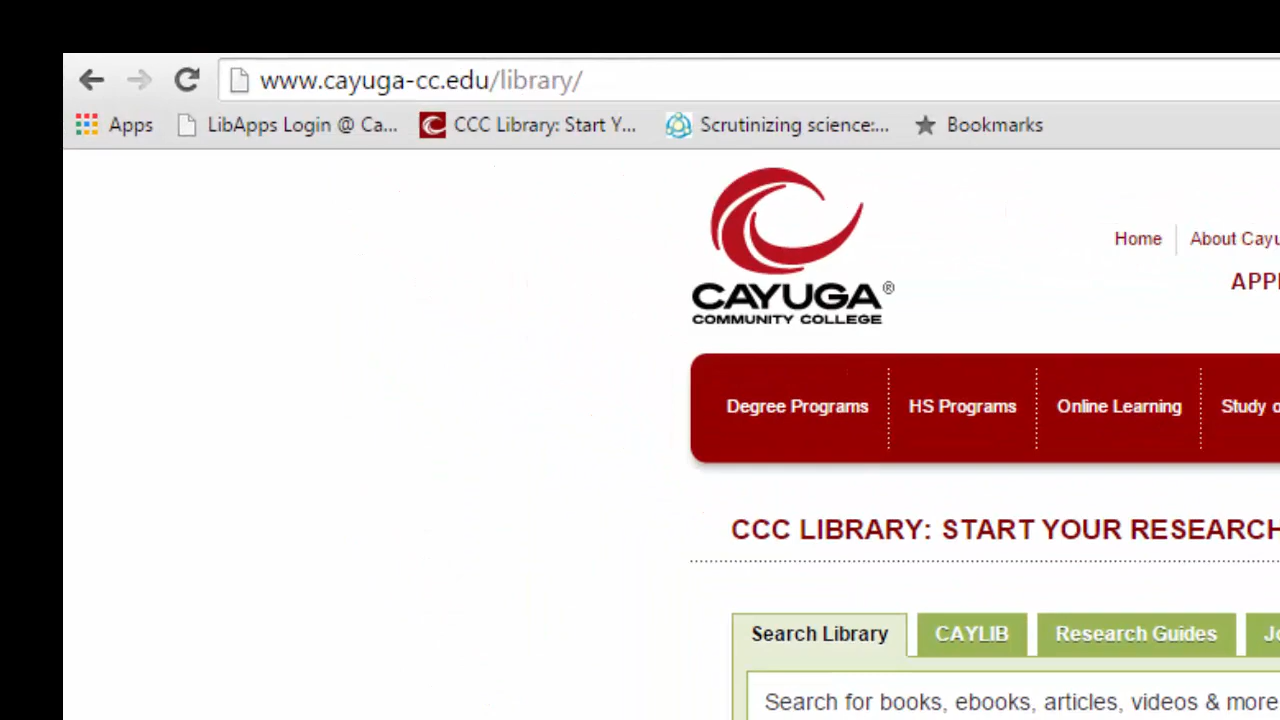 www.cayuga-cc.edu/library/
Apps LibApps Login @ Ca... CCC Library: Start Y... Scrutinizing science:... Bookmarks
CAYUGA®
COMMUNITY COLLEGE
Home About Cayu
APPL
Degree Programs HS Programs Online Learning Study o
CCC LIBRARY: START YOUR RESEARCH
Search Library CAYLIB Research Guides Jo
Search for books, ebooks, articles, videos & more